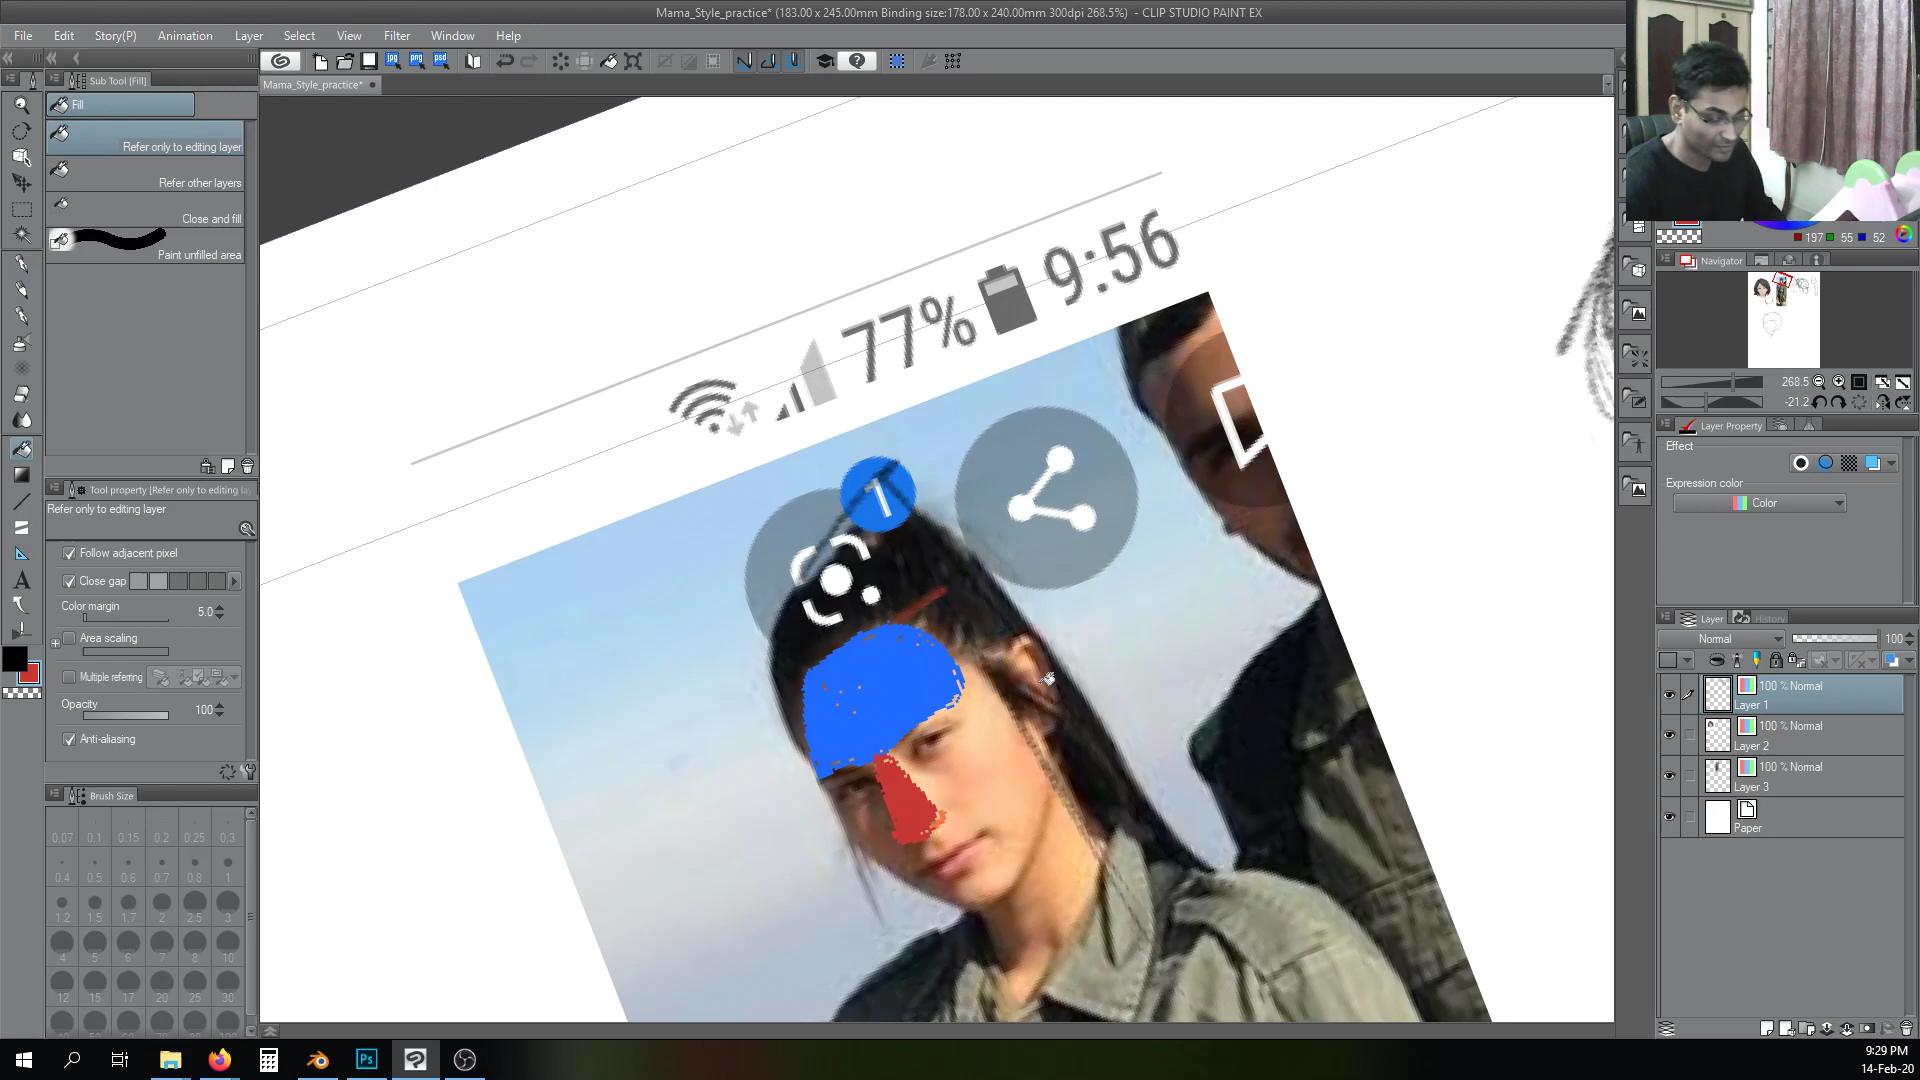 Mama_Style_practice* (183.00 x 245.00mm Binding size:178.00 x 240.00mm 300dpi 268.5%) - CLIP STUDIO PAINT EX
File Edit Story(P) Animation Layer Select View Filter Window Help
Sub Tool [Fill]
Mama_Style_practice*
Fill
Refer only to editing layer
Refer other layers
Close and fill
Paint unfilled area
77% 9:56
1
197 55 52
Navigator
268.5
-21.2
Layer Property
Effect
Expression color
Color
Tool property [Refer only to editing la
Refer only to editing layer
Follow adjacent pixel
Close gap
Color margin 5.0
Area scaling
Multiple referring
Opacity 100
Anti-aliasing
Layer History
Normal 100
100 % Normal
Layer 1
100 % Normal
Layer 2
100 % Normal
Layer 3
Paper
Brush Size
0.07 0.1 0.15 0.2 0.25 0.3
0.4 0.5 0.6 0.7 0.8 1
1.2 1.5 1.7 2 2.5 3
4 5 6 7 8 10
12 15 17 20 25 30
A
Ps
9:29 PM
14-Feb-20